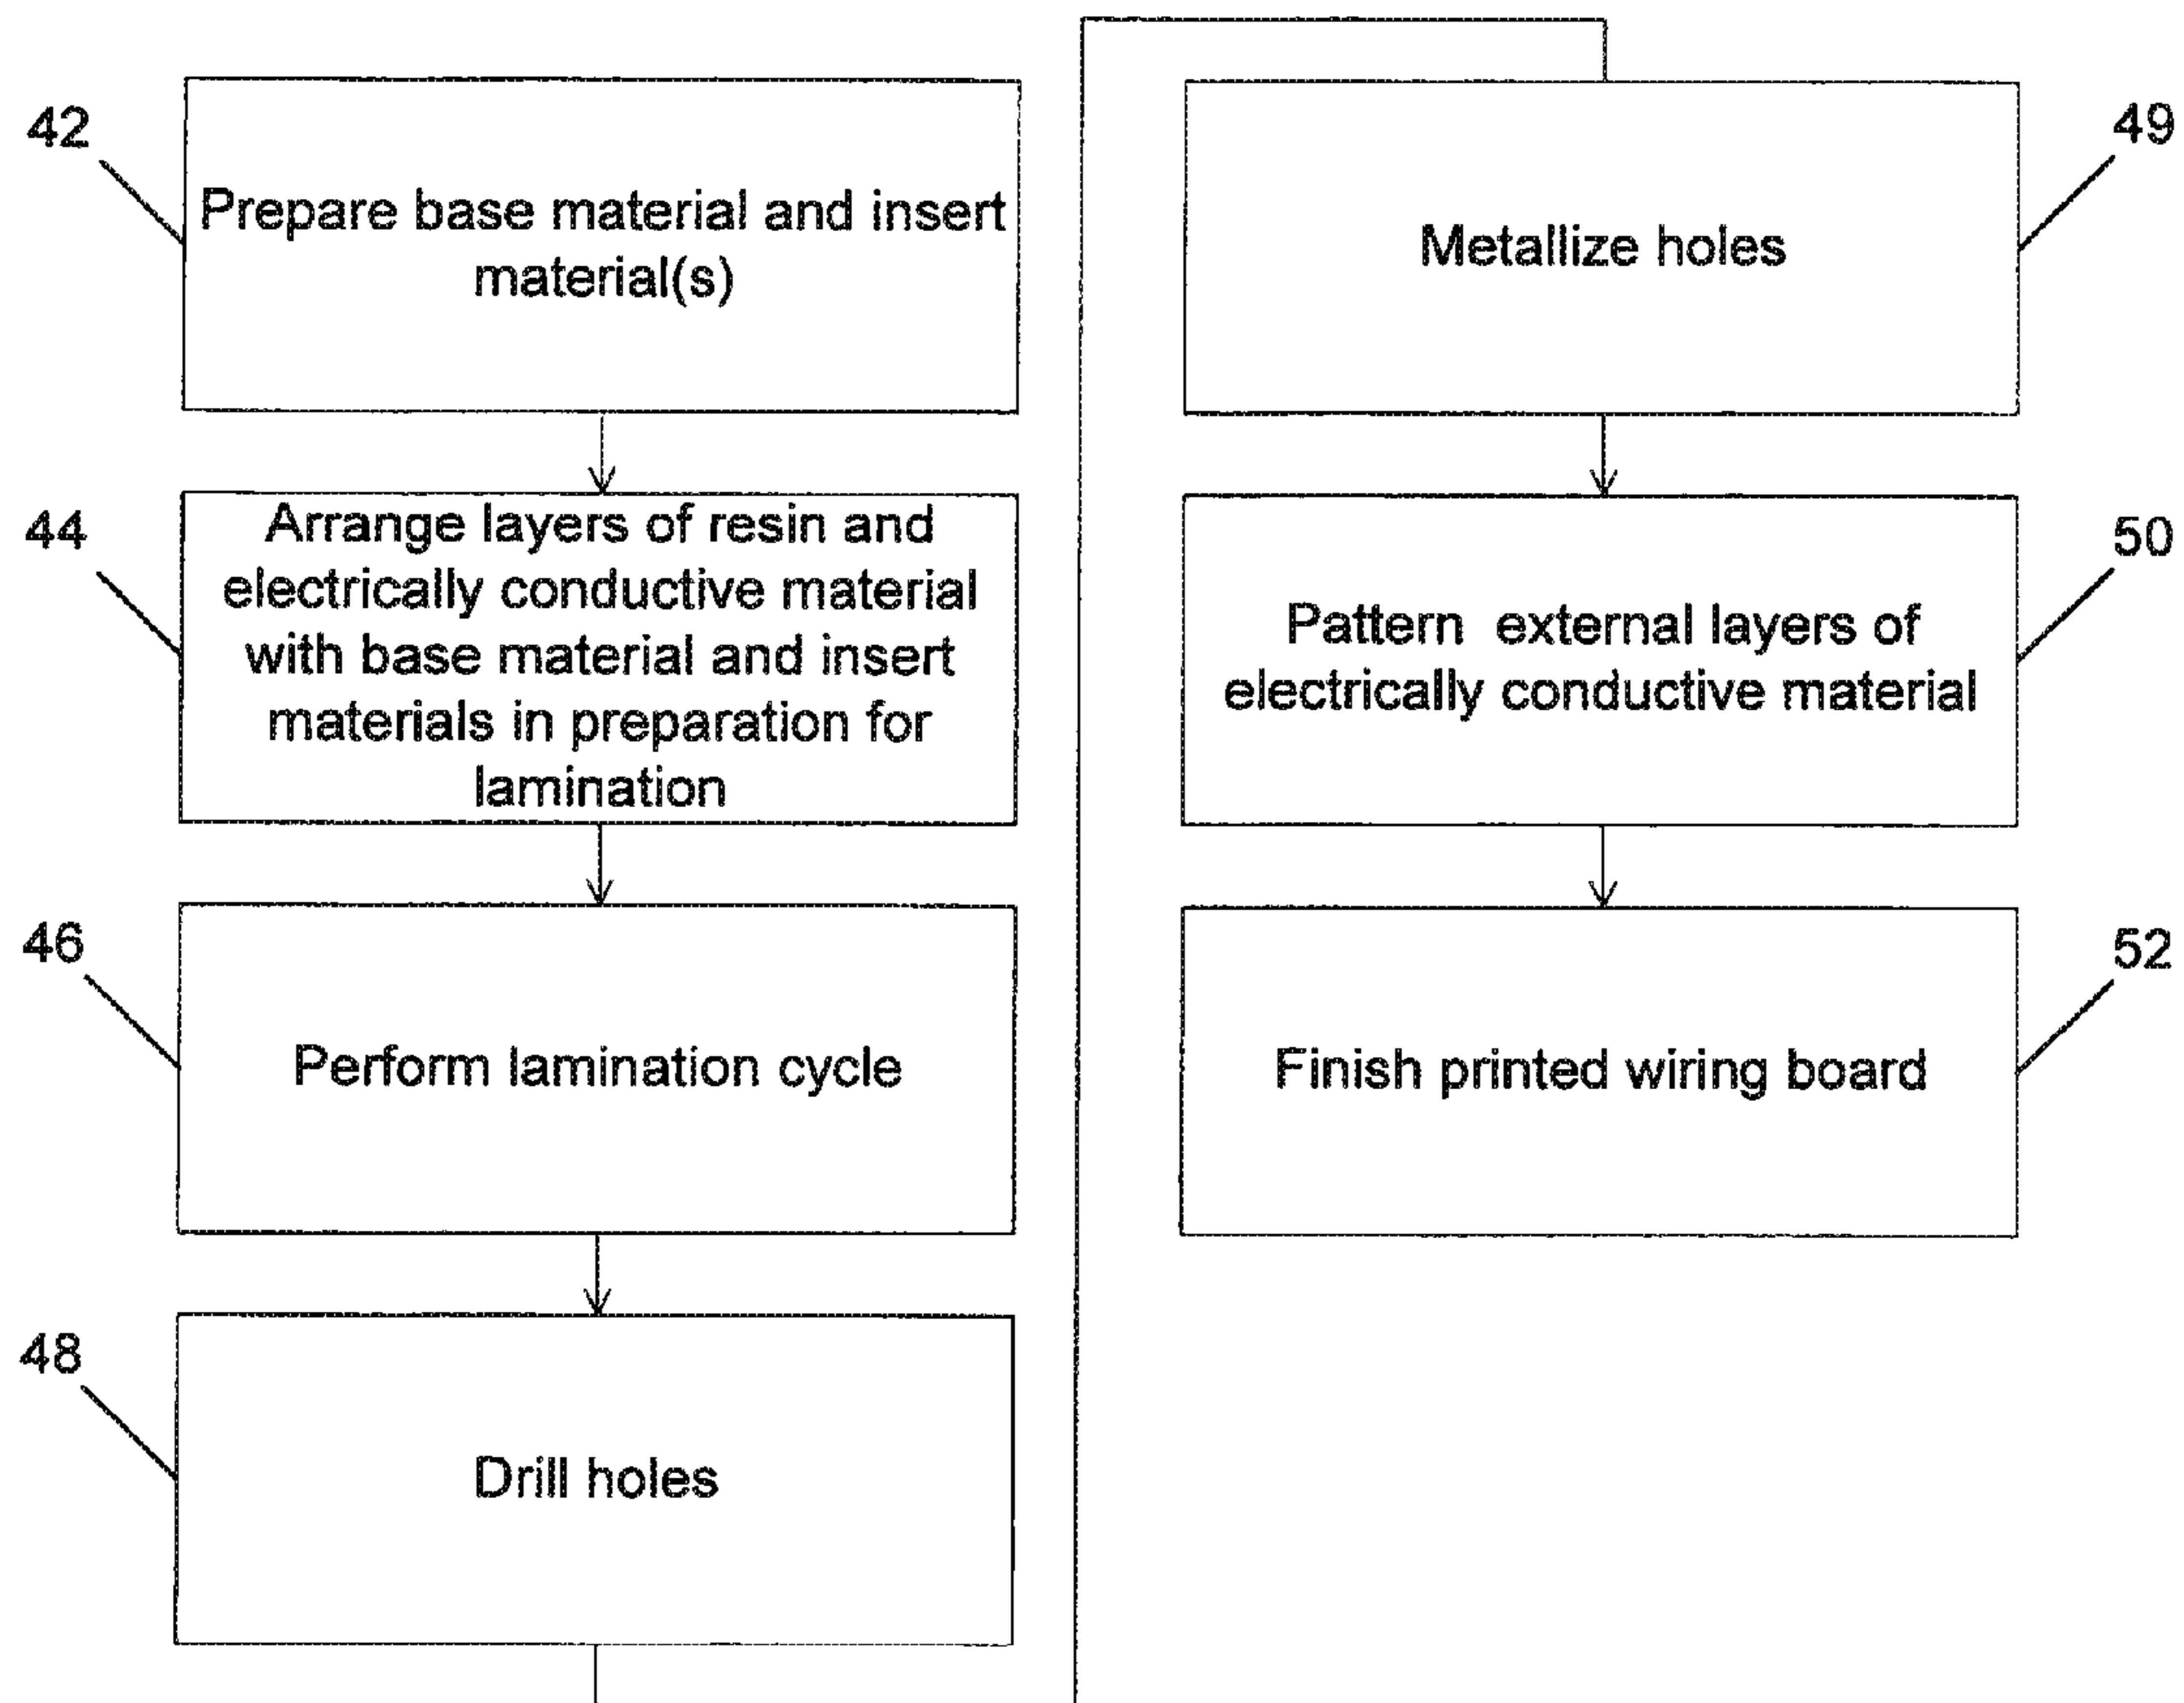 42
Prepare base material and insert
material(s)
44
Arrange layers of resin and
electrically conductive material
with base material and insert
materials in preparation for
lamination
46
Perform lamination cycle
48
Drill holes
49
Metallize holes
50
Pattern external layers of
electrically conductive material
52
Finish printed wiring board